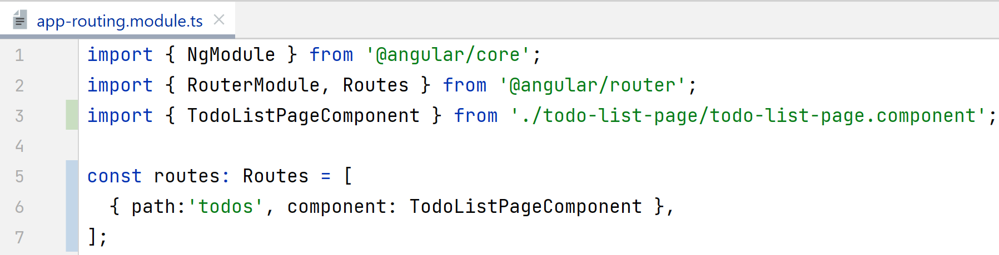 app-routing.module.ts
1 import { NgModule } from '@angular/core';
2 import { RouterModule, Routes } from '@angular/router';
3 import { TodoListPageComponent } from './todo-list-page/todo-list-page.component';
4
5 const routes: Routes = [
6   { path:'todos', component: TodoListPageComponent },
7 ];